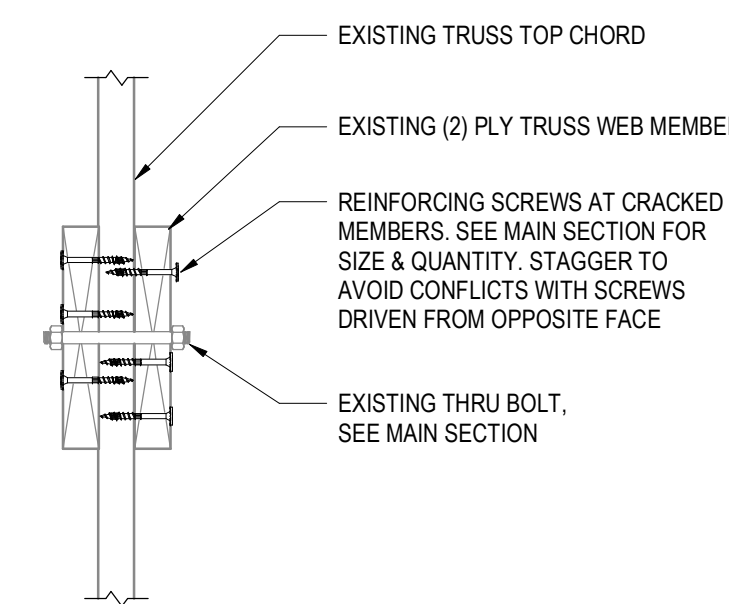 EXISTING TRUSS TOP CHORD
EXISTING (2) PLY TRUSS WEB
REINFORCING SCREWS AT CRACKED
MEMBERS. SEE MAIN SECTION FOR
SIZE & QUANTITY. STAGGER TO
AVOID CONFLICTS WITH SCREWS
DRIVEN FROM OPPOSITE FACE
EXISTING THRU BOLT,
SEE MAIN SECTION